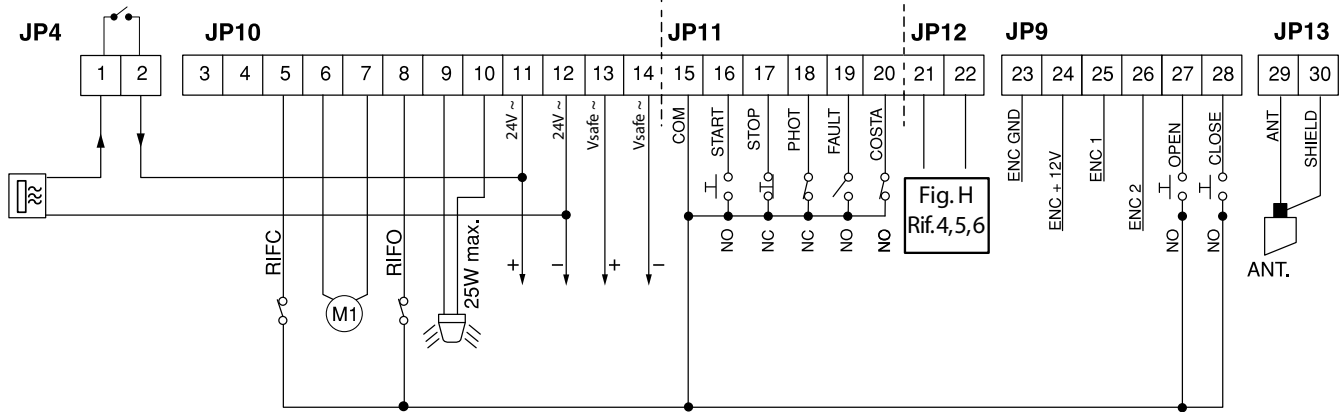 JP4 JP10 JP11 JP12 JP9 JP13
1 2 3 4 5 6 7 8 9 10 11 12 13 14 15 16 17 18 19 20 21 22 23 24 25 26 27 28 29 30
24V ~
24V ~
Vsafe ~
Vsafe ~
COM
START
STOP
PHOT
FAULT
COSTA
ENC GND
ENC + 12V
ENC 1
ENC 2
OPEN
CLOSE
ANT
SHIELD
Fig. H
Rif.4,5,6
RIFC
M1
RIFO
25W max.
+ – + –
NO
NC
NC
NO
NO
NO
NO
ANT.